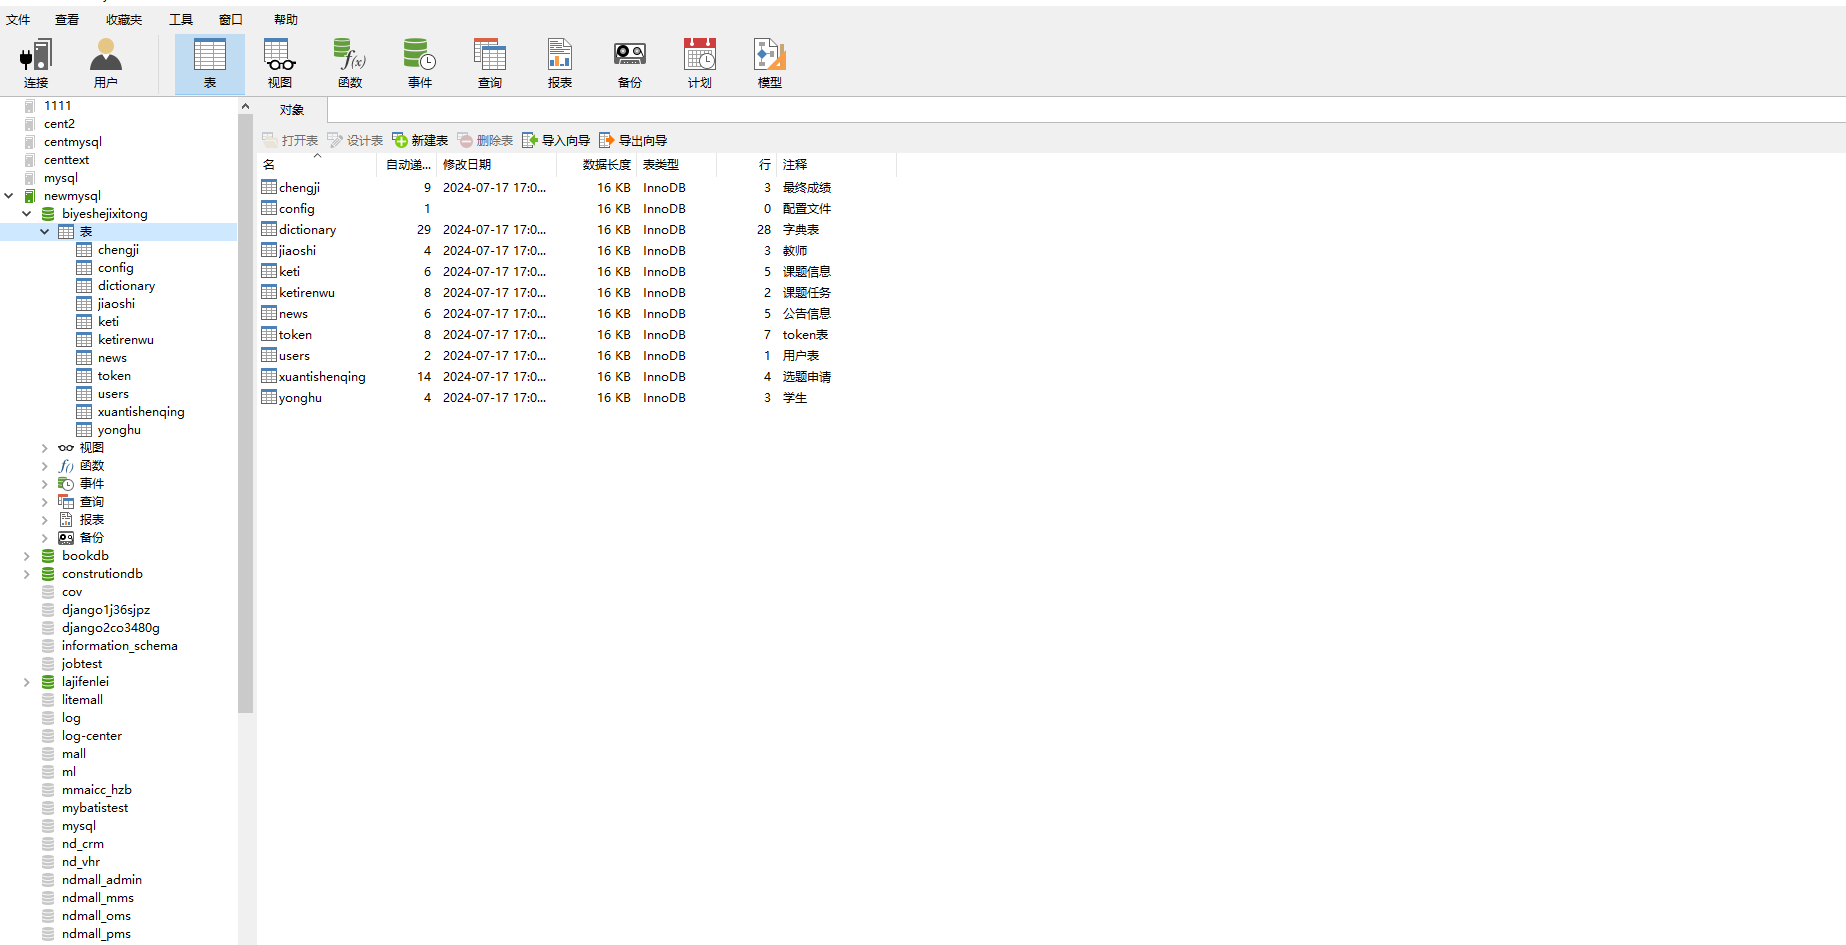 文件 查看 收藏夹 工具 窗口 帮助
连接 用户 表 视图 函数 事件 查询 报表 备份 计划 模型
1111
cent2
centmysql
centtext
mysql
newmysql
biyeshejixitong
表
chengji
config
dictionary
jiaoshi
keti
ketirenwu
news
token
users
xuantishenqing
yonghu
视图
函数
事件
查询
报表
备份
bookdb
construtiondb
cov
django1j36sjpz
django2co3480g
information_schema
jobtest
lajifenlei
litemall
log
log-center
mall
ml
mmaicc_hzb
mybatistest
mysql
nd_crm
nd_vhr
ndmall_admin
ndmall_mms
ndmall_oms
ndmall_pms
对象
打开表 设计表 新建表 删除表 导入向导 导出向导
名 自动递... 修改日期 数据长度 表类型 行 注释
chengji 9 2024-07-17 17:0... 16 KB InnoDB 3 最终成绩
config 1 16 KB InnoDB 0 配置文件
dictionary 29 2024-07-17 17:0... 16 KB InnoDB 28 字典表
jiaoshi 4 2024-07-17 17:0... 16 KB InnoDB 3 教师
keti 6 2024-07-17 17:0... 16 KB InnoDB 5 课题信息
ketirenwu 8 2024-07-17 17:0... 16 KB InnoDB 2 课题任务
news 6 2024-07-17 17:0... 16 KB InnoDB 5 公告信息
token 8 2024-07-17 17:0... 16 KB InnoDB 7 token表
users 2 2024-07-17 17:0... 16 KB InnoDB 1 用户表
xuantishenqing 14 2024-07-17 17:0... 16 KB InnoDB 4 选题申请
yonghu 4 2024-07-17 17:0... 16 KB InnoDB 3 学生